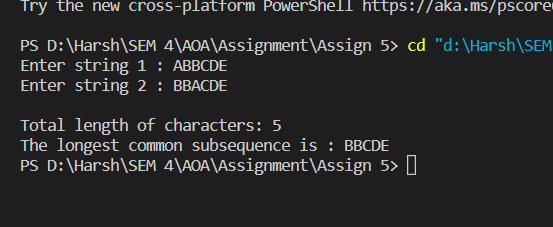 Try the new cross-platform PowerShell https://aka.ms/pscore
PS D:\Harsh\SEM 4\AOA\Assignment\Assign 5> cd "d:\Harsh\SEM
Enter string 1 : ABBCDE
Enter string 2 : BBACDE
Total length of characters: 5
The longest common subsequence is : BBCDE
PS D:\Harsh\SEM 4\AOA\Assignment\Assign 5>